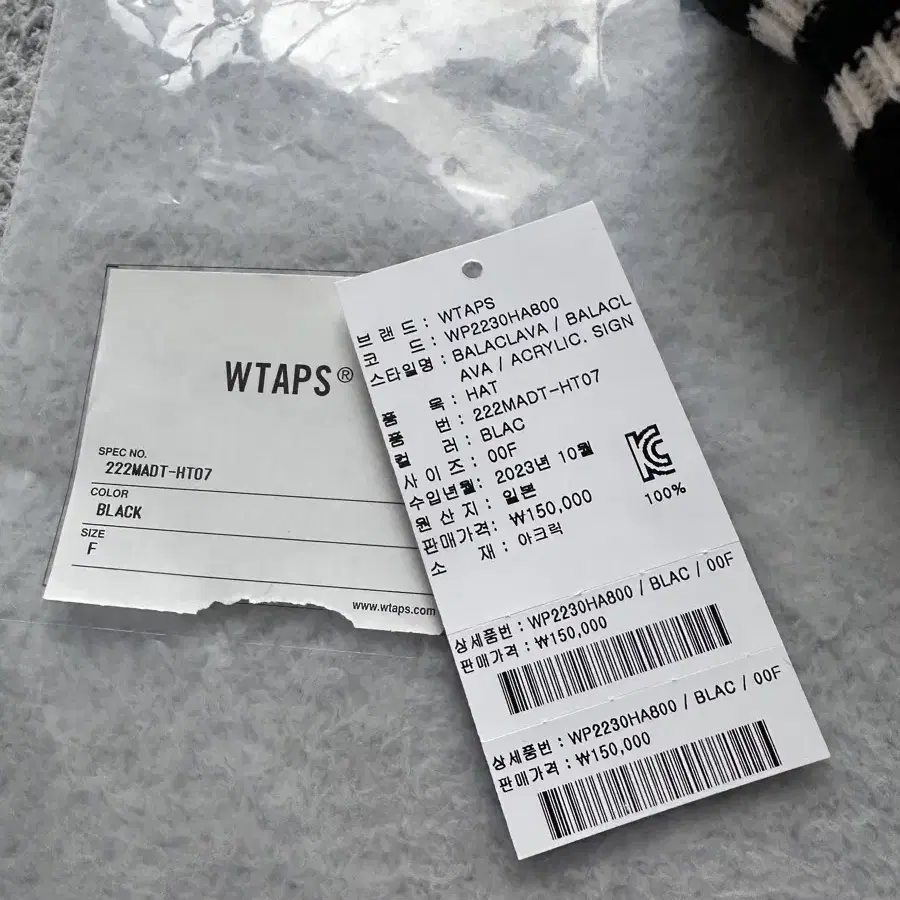 WTAPS®
SPEC NO.
222MADT-HT07
COLOR
BLACK
SIZE
F
www.wtaps.com
브 랜 드 : WTAPS
코 드 : WP2230HA800
스타일명 : BALACLAVA / BALACL
AVA / ACRYLIC. SIGN
품 목 : HAT
품 번 : 222MADT-HT07
컬 러 : BLAC
사 이 즈 : 00F
수입년월 : 2023년 10월
원 산 지 : 일본
판매가격 : ₩150,000
소 재 : 아크릭
100%
상세품번 : WP2230HA800 / BLAC / 00F
판매가격 : ₩150,000
상세품번 : WP2230HA800 / BLAC / 00F
판매가격 : ₩150,000